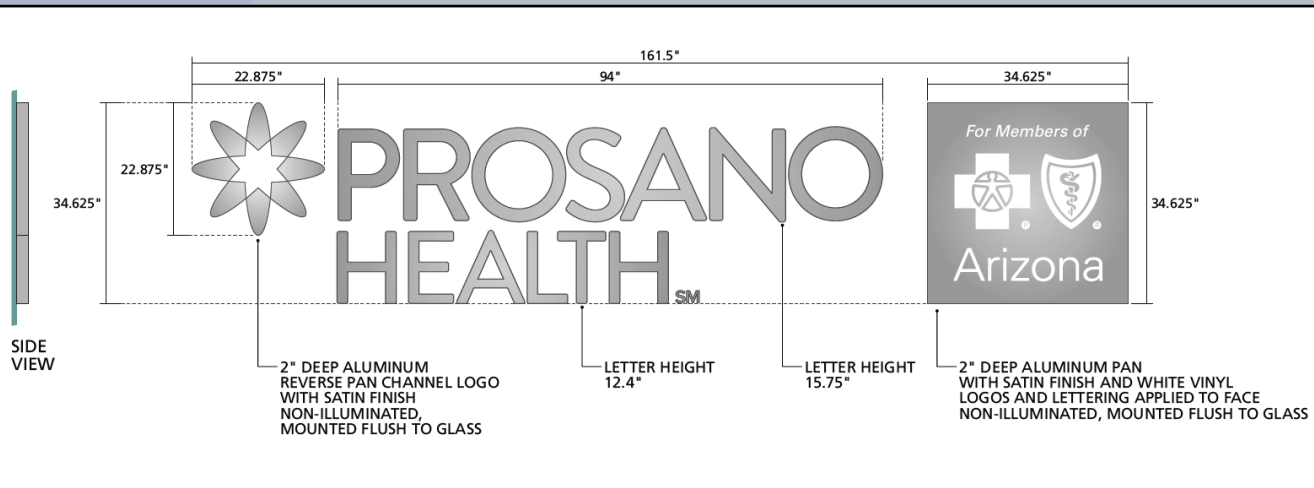 161.5"
22.875"
94"
34.625"
22.875"
34.625"
PROSANO
HEALTH SM
For Members of
® ®
Arizona
34.625"
SIDE
VIEW
2" DEEP ALUMINUM
REVERSE PAN CHANNEL LOGO
WITH SATIN FINISH
NON-ILLUMINATED,
MOUNTED FLUSH TO GLASS
LETTER HEIGHT
12.4"
LETTER HEIGHT
15.75"
2" DEEP ALUMINUM PAN
WITH SATIN FINISH AND WHITE VINYL
LOGOS AND LETTERING APPLIED TO FACE
NON-ILLUMINATED, MOUNTED FLUSH TO GLASS